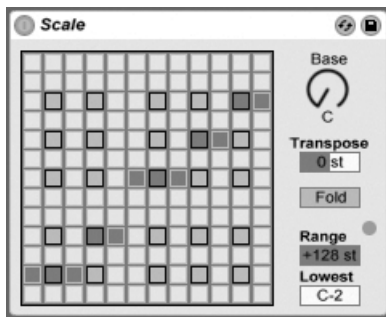 Scale
Base
C
Transpose
0 st
Fold
Range
+128 st
Lowest
C-2